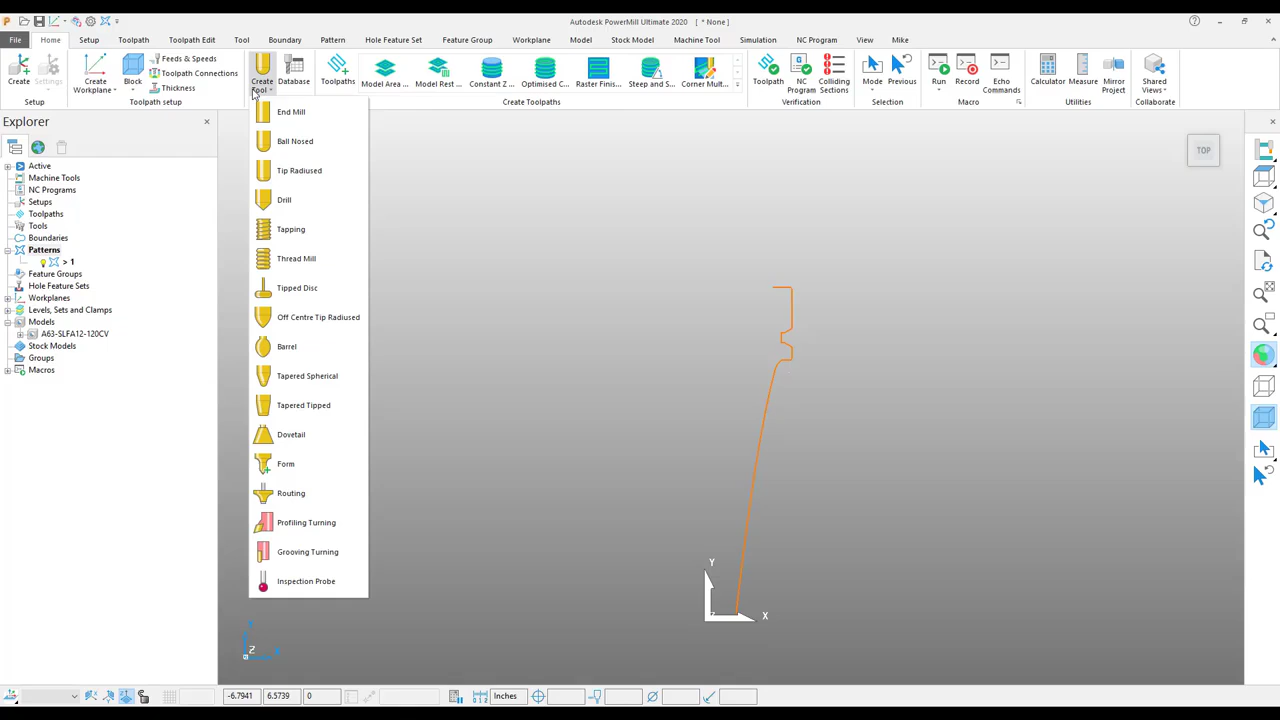 Autodesk PowerMill Ultimate 2020 [ * None ]
File Home Setup Toolpath Toolpath Edit Tool Boundary Pattern Hole Feature Set Feature Group Workplane Model Stock Model Machine Tool Simulation NC Program View Mike
Create Settings
Setup
Create Workplane
Block
Feeds & Speeds
Toolpath Connections
Thickness
Toolpath setup
Create Tool
Database
Toolpaths
Model Area ...
Model Rest ...
Constant Z ...
Optimised C...
Raster Finis...
Steep and S...
Corner Mult...
Create Toolpaths
Toolpath
NC Program
Colliding Sections
Verification
Mode
Previous
Selection
Run
Record
Echo Commands
Macro
Calculator
Measure
Mirror Project
Utilities
Shared Views
Collaborate
Explorer
Active
Machine Tools
NC Programs
Setups
Toolpaths
Tools
Boundaries
Patterns
> 1
Feature Groups
Hole Feature Sets
Workplanes
Levels, Sets and Clamps
Models
A63-SLFA12-120CV
Stock Models
Groups
Macros
End Mill
Ball Nosed
Tip Radiused
Drill
Tapping
Thread Mill
Tipped Disc
Off Centre Tip Radiused
Barrel
Tapered Spherical
Tapered Tipped
Dovetail
Form
Routing
Profiling Turning
Grooving Turning
Inspection Probe
TOP
Y
X
Z
-6.7941 6.5739 0 Inches